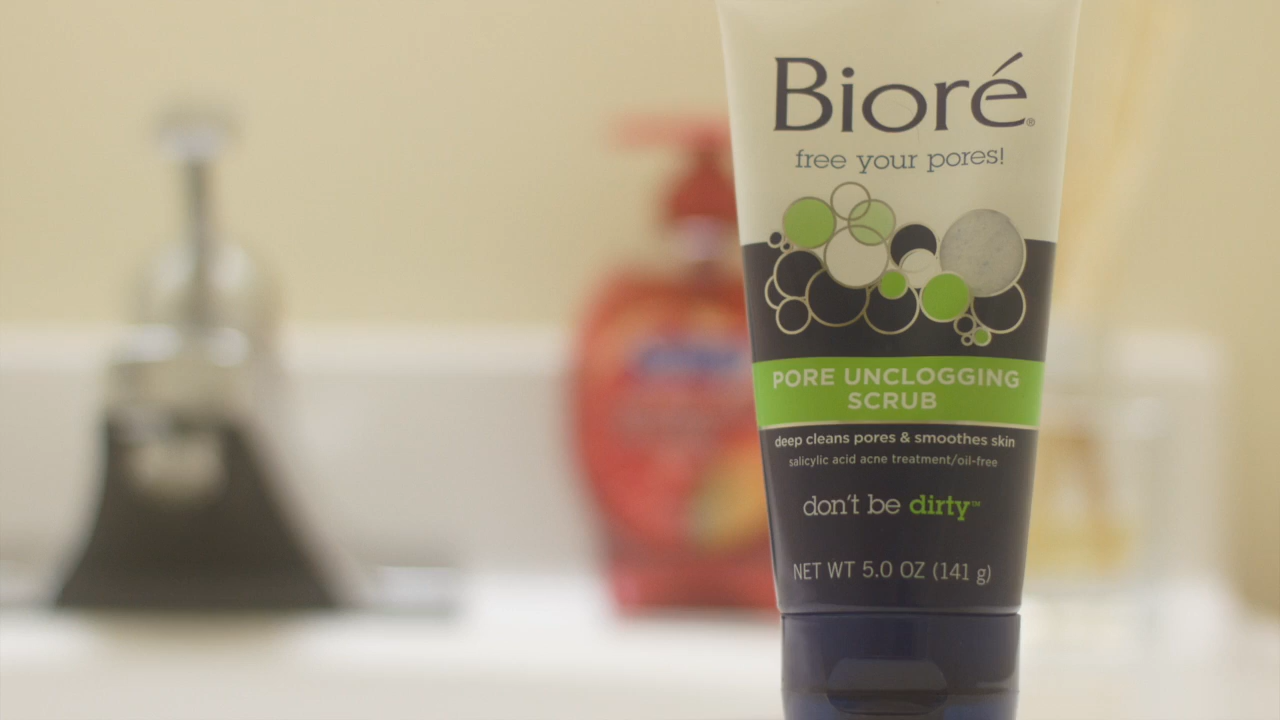 Bioré®
free your pores!
PORE UNCLOGGING
SCRUB
deep cleans pores & smoothes skin
salicylic acid acne treatment/oil-free
don't be dirty™
NET WT 5.0 OZ (141 g)